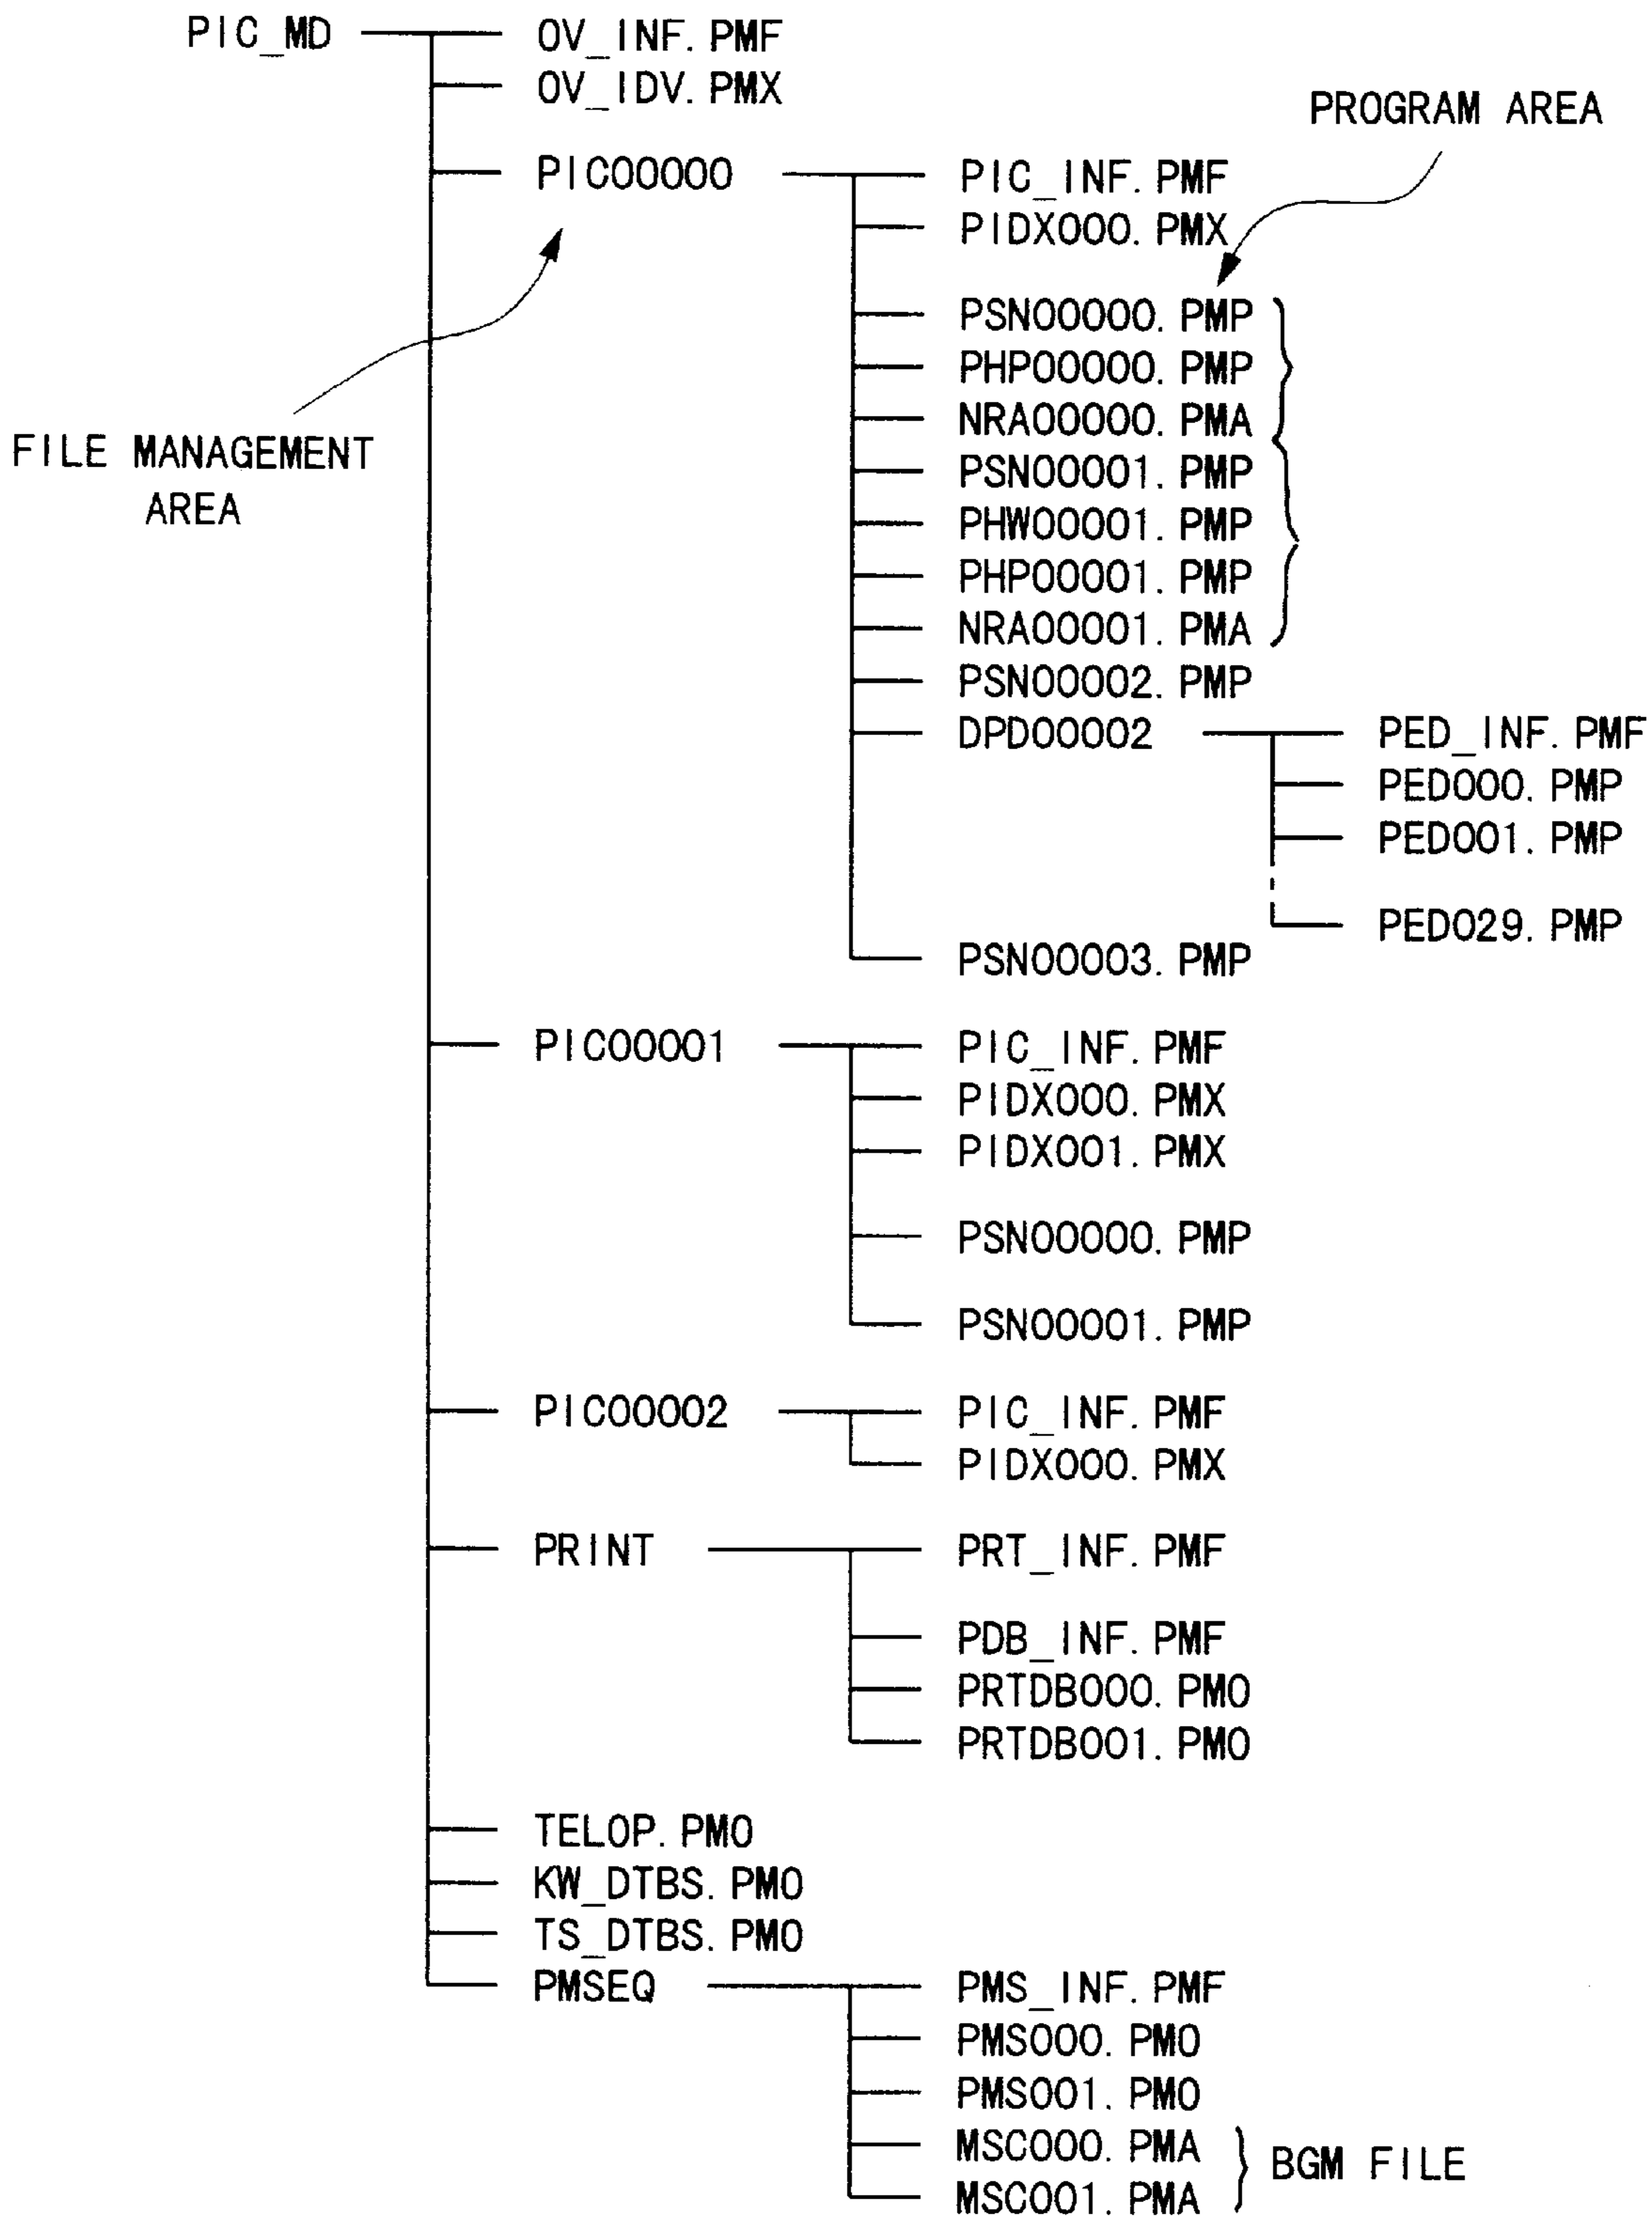 PIC_MD
OV_INF.PMF
OV_IDV.PMX
PROGRAM AREA
PIC00000
PIC_INF.PMF
PIDX000.PMX
PSN00000.PMP
PHP00000.PMP
NRA00000.PMA
FILE MANAGEMENT
AREA
PSN00001.PMP
PHW00001.PMP
PHP00001.PMP
NRA00001.PMA
PSN00002.PMP
DPD00002
PED_INF.PMF
PED000.PMP
PED001.PMP
PED029.PMP
PSN00003.PMP
PIC00001
PIC_INF.PMF
PIDX000.PMX
PIDX001.PMX
PSN00000.PMP
PSN00001.PMP
PIC00002
PIC_INF.PMF
PIDX000.PMX
PRINT
PRT_INF.PMF
PDB_INF.PMF
PRTDB000.PMO
PRTDB001.PMO
TELOP.PMO
KW_DTBS.PMO
TS_DTBS.PMO
PMSEQ
PMS_INF.PMF
PMS000.PMO
PMS001.PMO
MSC000.PMA
MSC001.PMA
BGM FILE